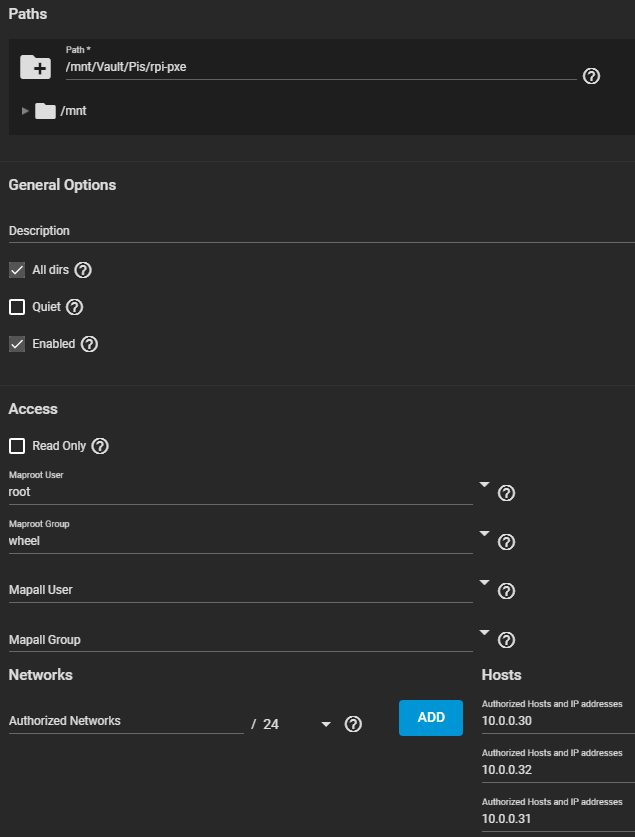 Paths
Path *
/mnt/Vault/Pis/rpi-pxe
/mnt
General Options
Description
All dirs
Quiet
Enabled
Access
Read Only
Maproot User
root
Maproot Group
wheel
Mapall User
Mapall Group
Networks
Authorized Networks / 24
ADD
Hosts
Authorized Hosts and IP addresses
10.0.0.30
Authorized Hosts and IP addresses
10.0.0.32
Authorized Hosts and IP addresses
10.0.0.31